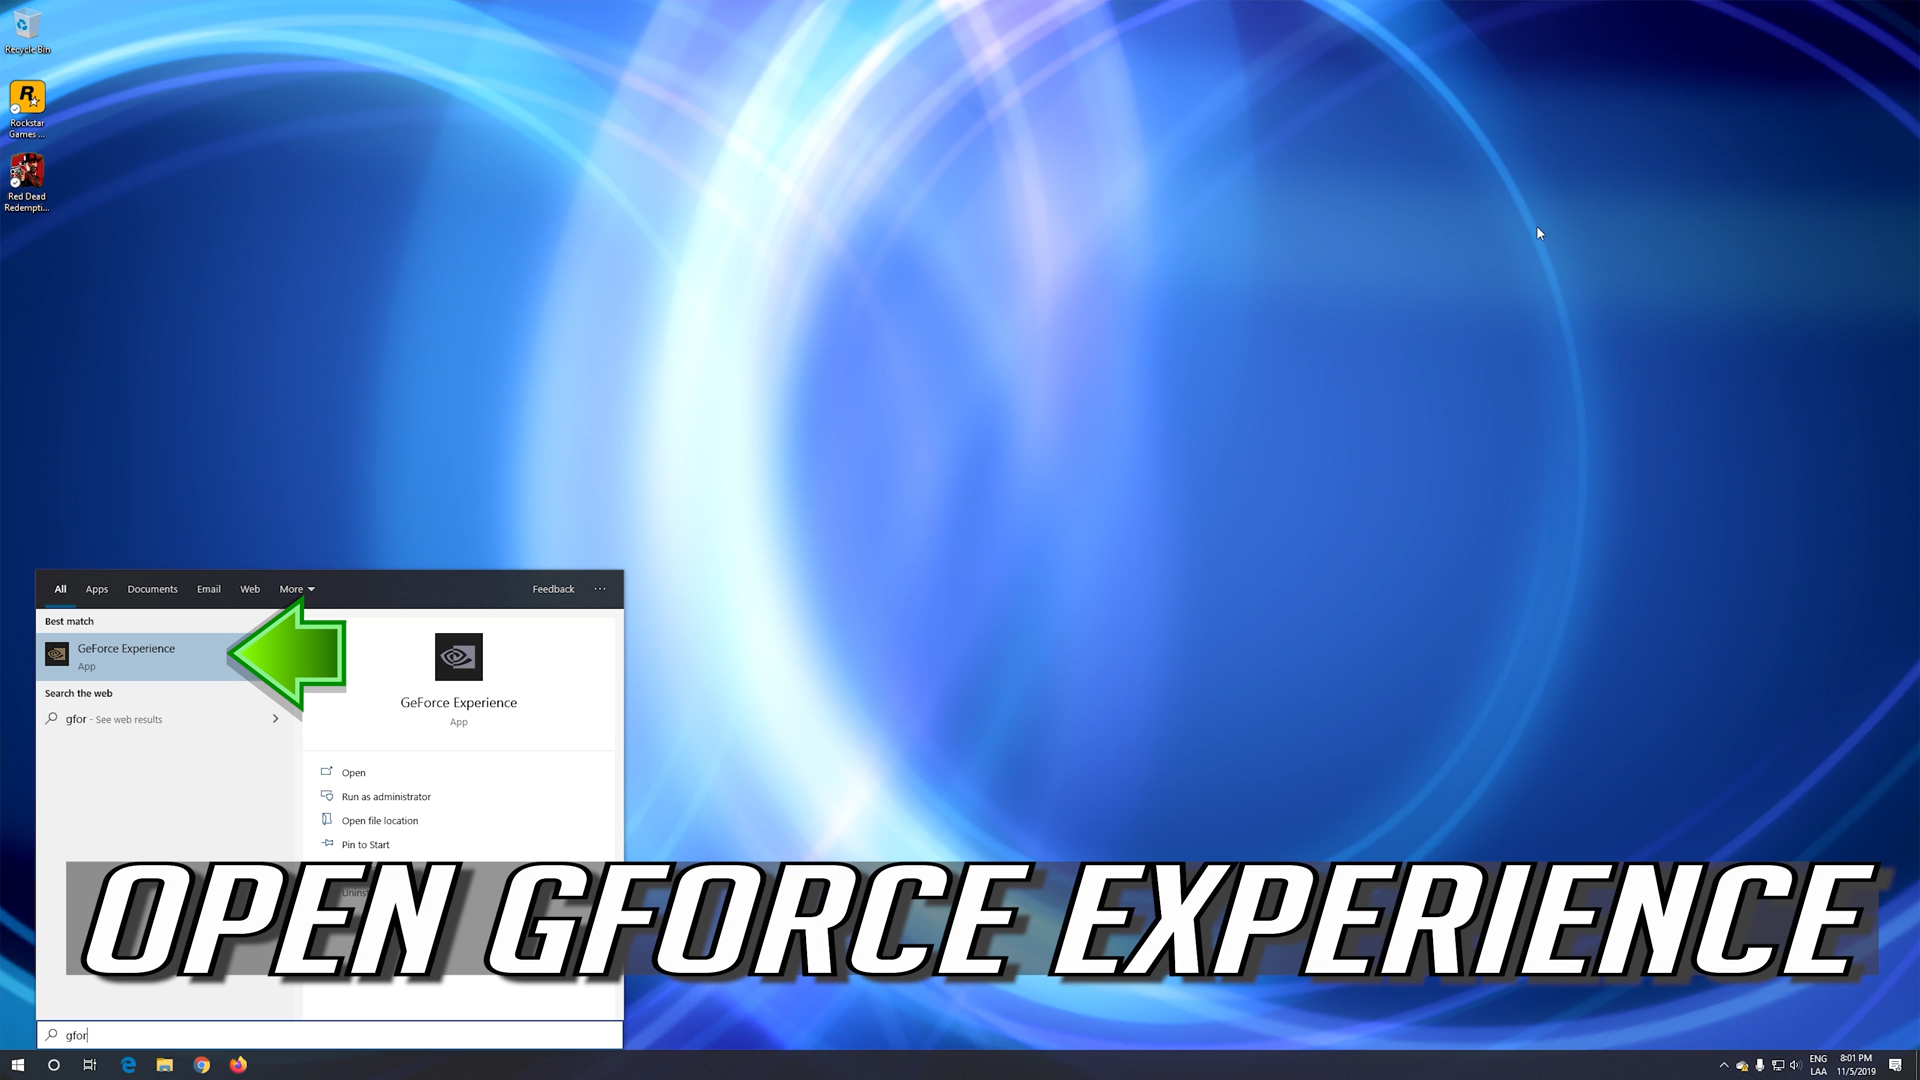 Recycle Bin
Rockstar
Games ...
Red Dead
Redempti...
All Apps Documents Email Web More Feedback ...
Best match
GeForce Experience
App
Search the web
gfor - See web results
GeForce Experience
App
Open
Run as administrator
Open file location
Pin to Start
OPEN GFORCE EXPERIENCE
gfor
ENG
LAA
8:01 PM
11/5/2019